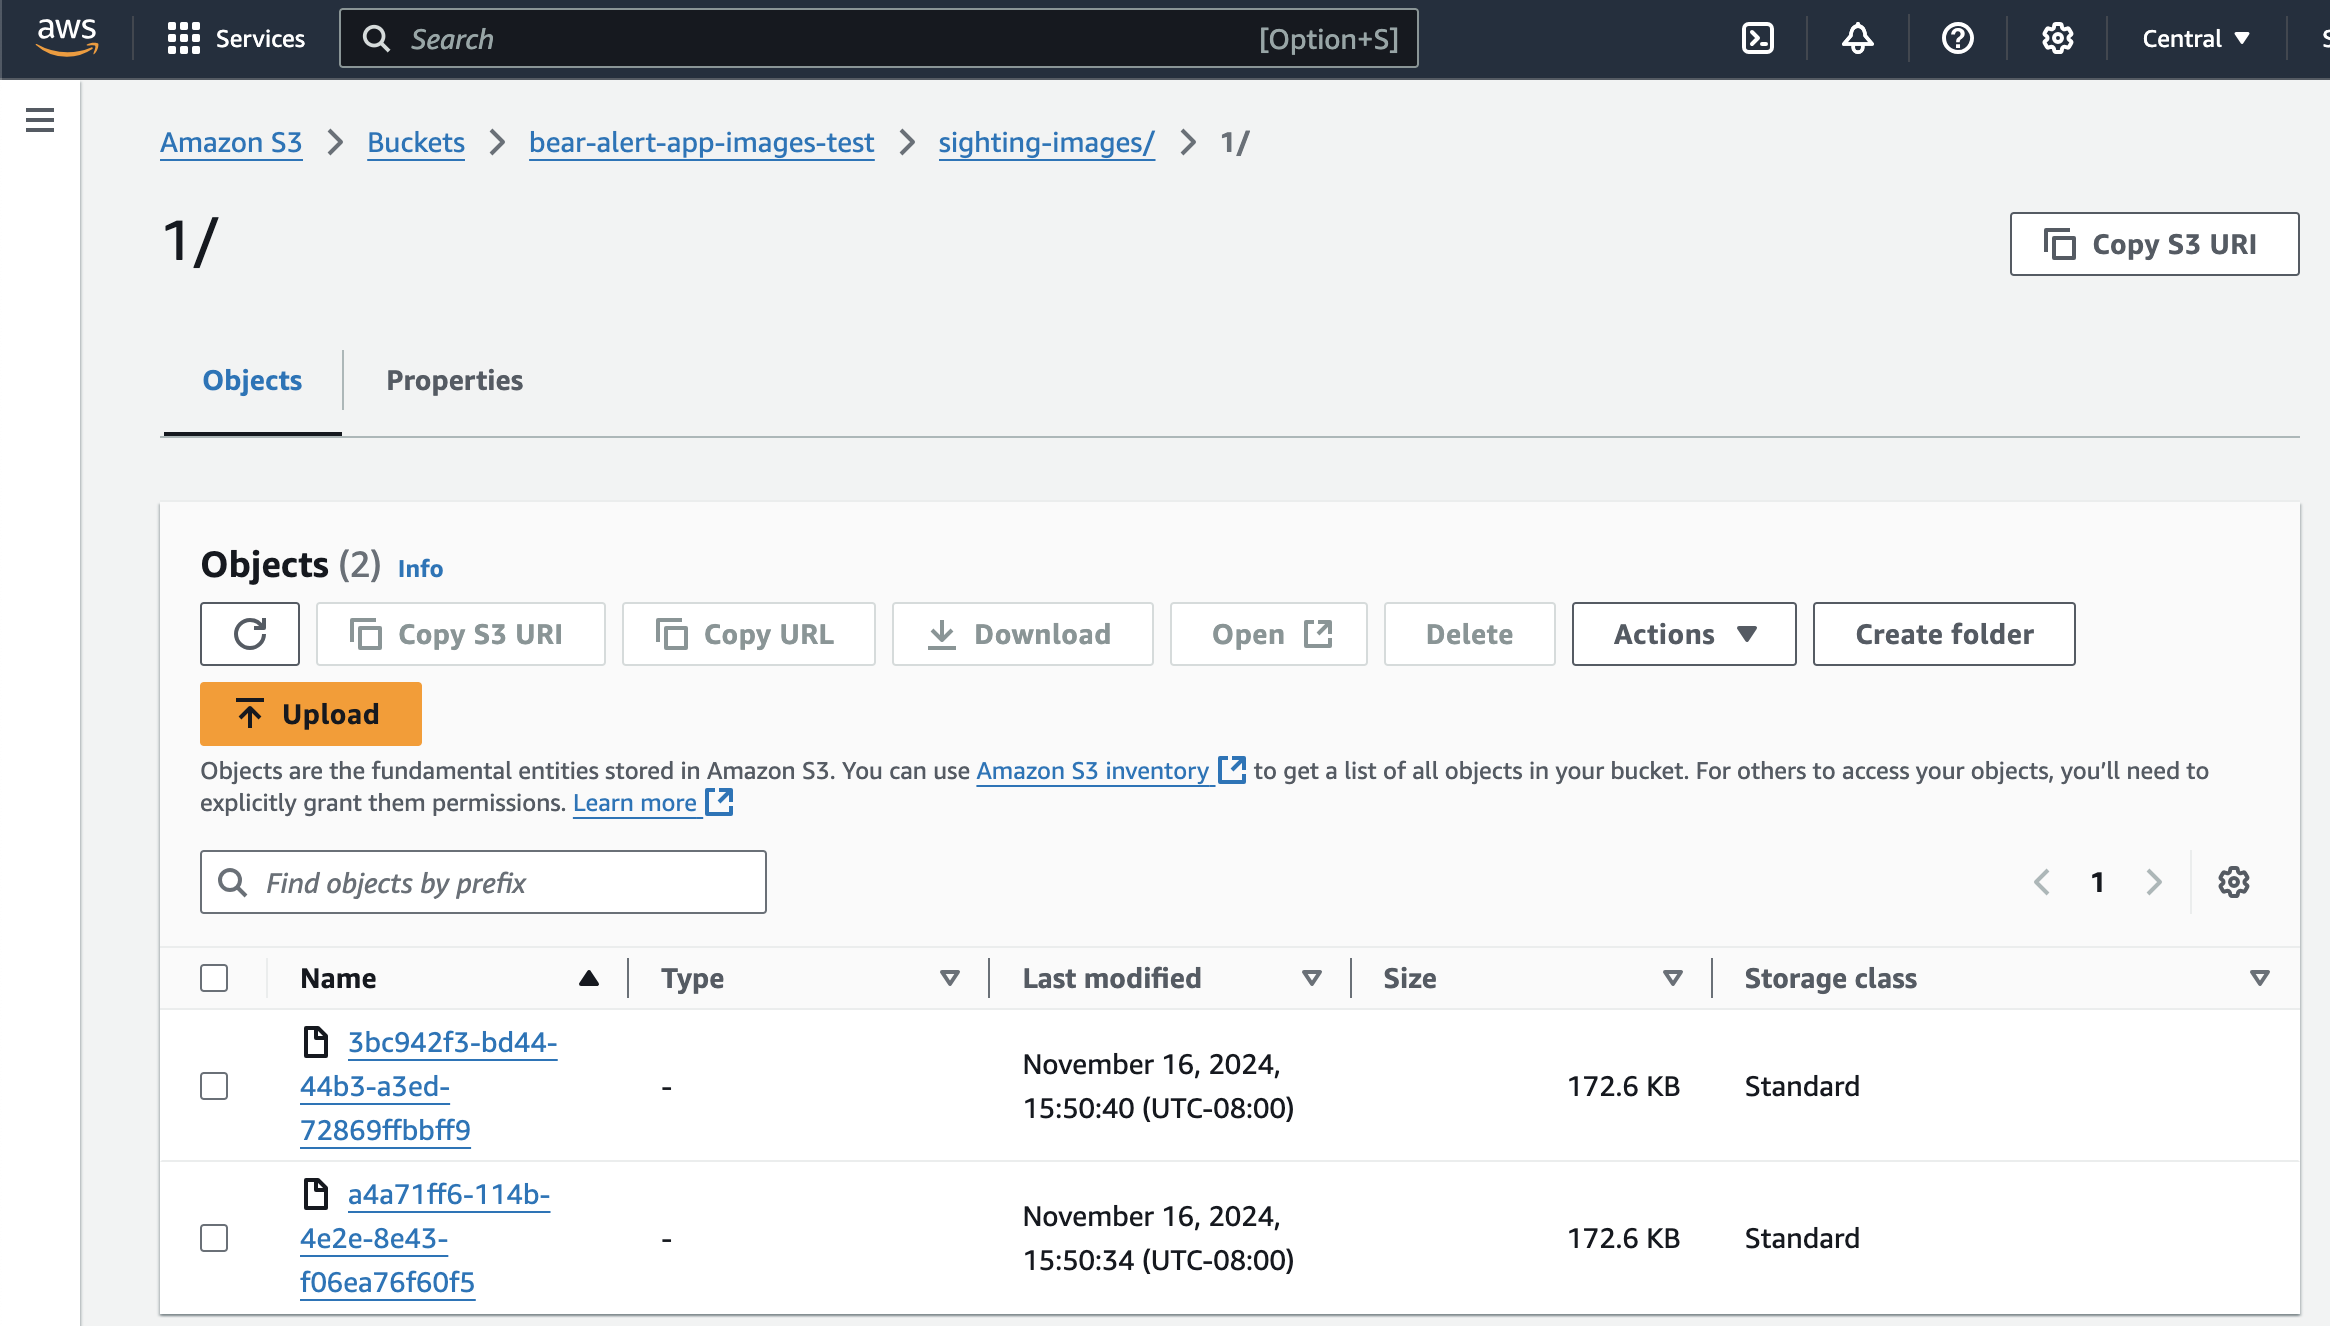 aws Services Search [Option+S] Central
Amazon S3 Buckets bear-alert-app-images-test sighting-images/ 1/
1/
Copy S3 URI
Objects Properties
Objects (2) Info
Copy S3 URI Copy URL Download Open Delete Actions Create folder
Upload
Objects are the fundamental entities stored in Amazon S3. You can use Amazon S3 inventory to get a list of all objects in your bucket. For others to access your objects, you’ll need to
explicitly grant them permissions. Learn more
Find objects by prefix 1
Name Type Last modified Size Storage class
3bc942f3-bd44-
44b3-a3ed-
72869ffbbff9
-
November 16, 2024,
15:50:40 (UTC-08:00)
172.6 KB
Standard
a4a71ff6-114b-
4e2e-8e43-
f06ea76f60f5
-
November 16, 2024,
15:50:34 (UTC-08:00)
172.6 KB
Standard